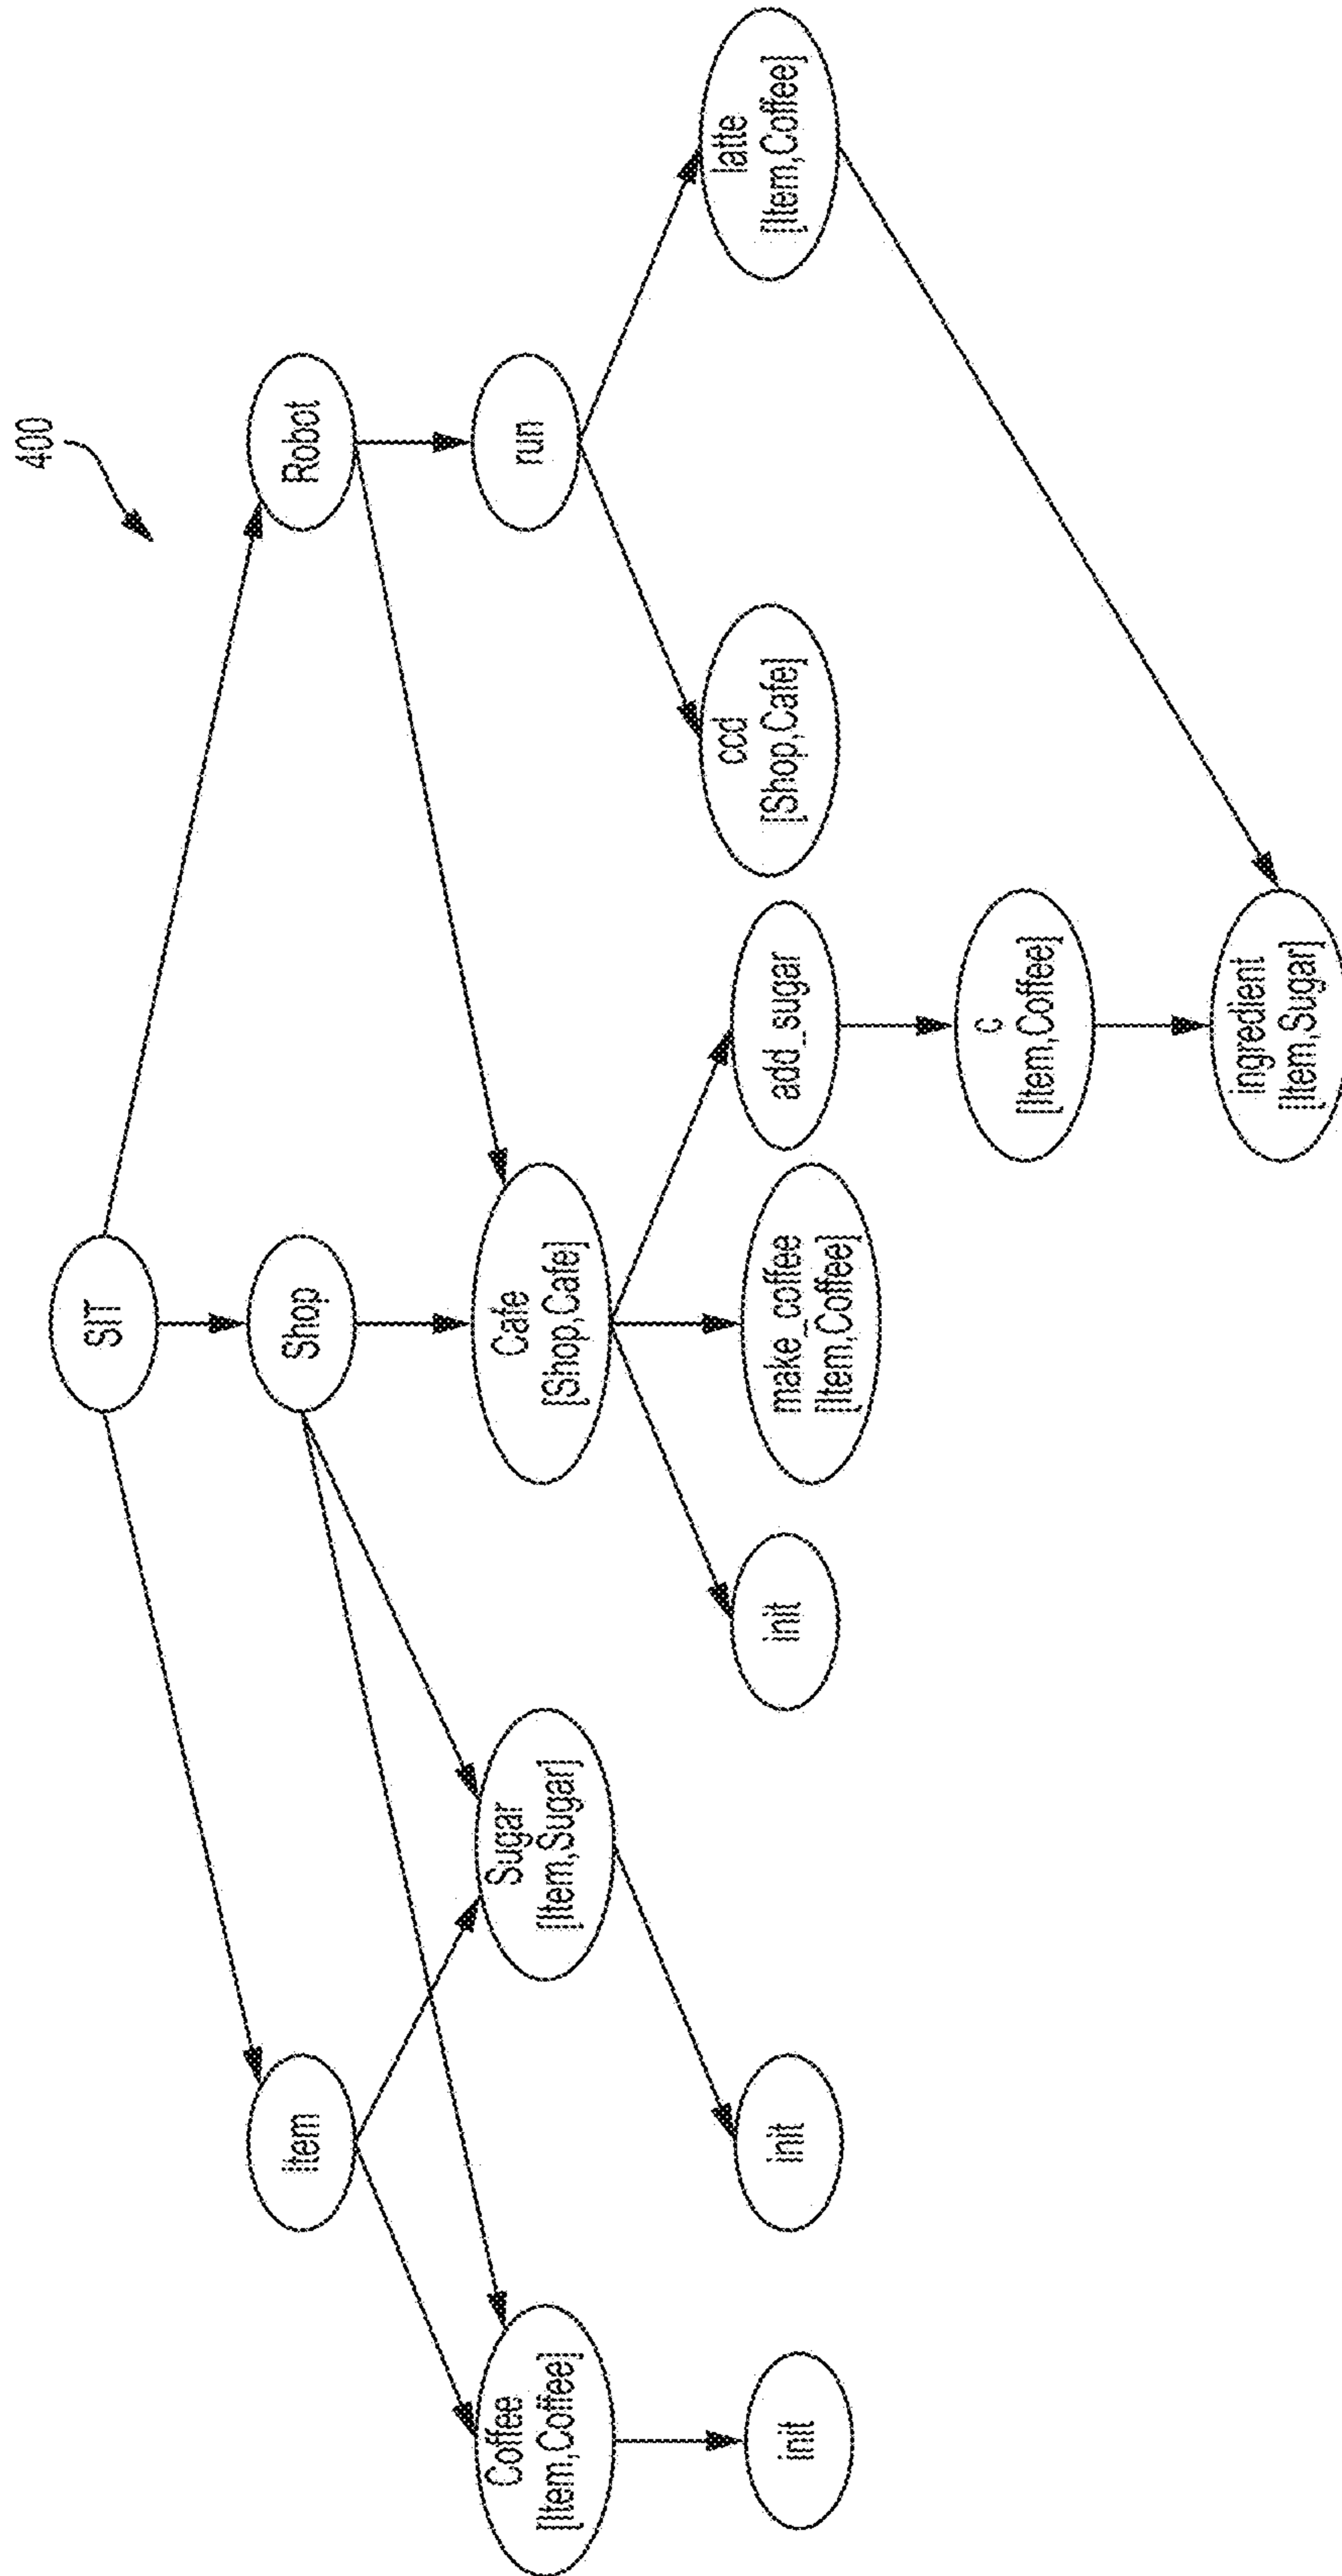 400
SIT
Item
Shop
Robot
Coffee
[Item,Coffee]
Sugar
[Item,Sugar]
Cafe
[Shop,Cafe]
run
init
init
init
make_coffee
[Item,Coffee]
add_sugar
ccd
[Shop,Cafe]
latte
[Item,Coffee]
c
[Item,Coffee]
ingredient
[Item,Sugar]